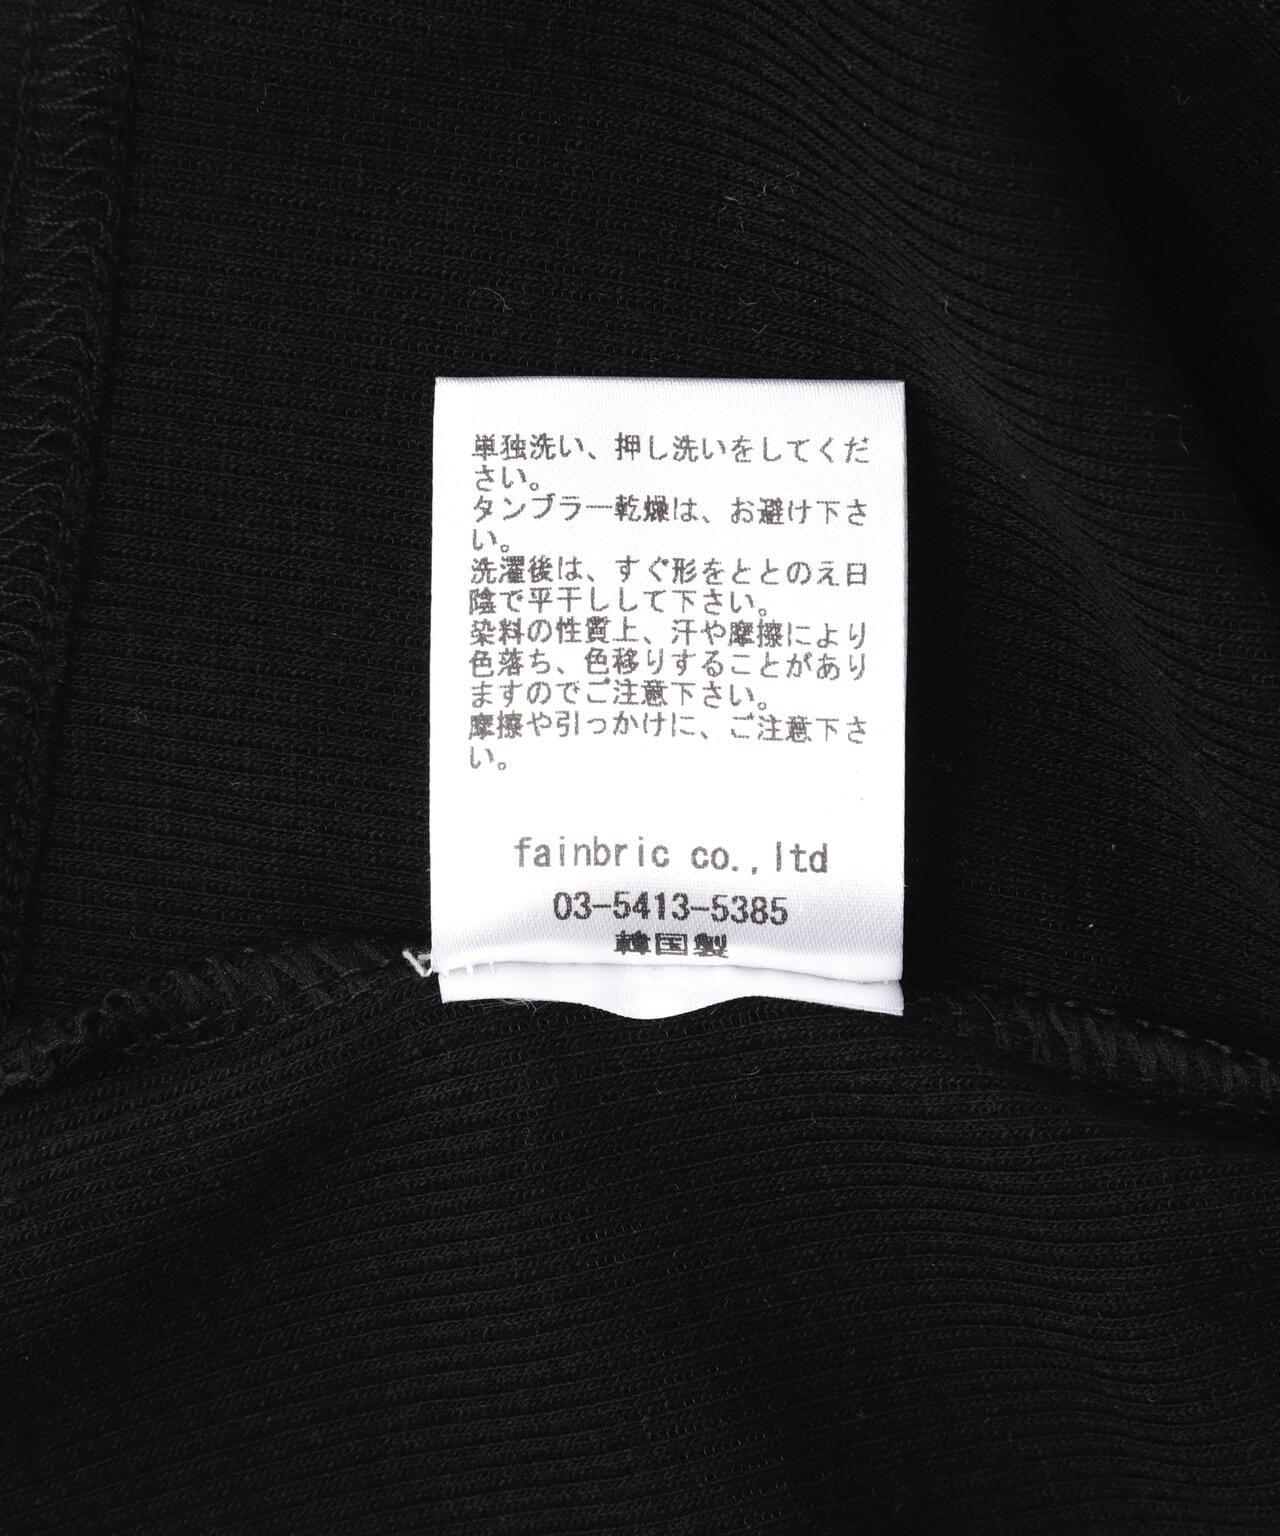 単独洗い、押し洗いをしてくだ
さい。
タンブラー乾燥は、お避け下さ
い。
洗濯後は、すぐ形をととのえ日
陰で平干しして下さい。
染料の性質上、汗や摩擦により
色落ち、色移りすることがあり
ますのでご注意下さい。
摩擦や引っかけに、ご注意下さ
い。
fainbric co.,ltd
03-5413-5385
韓国製